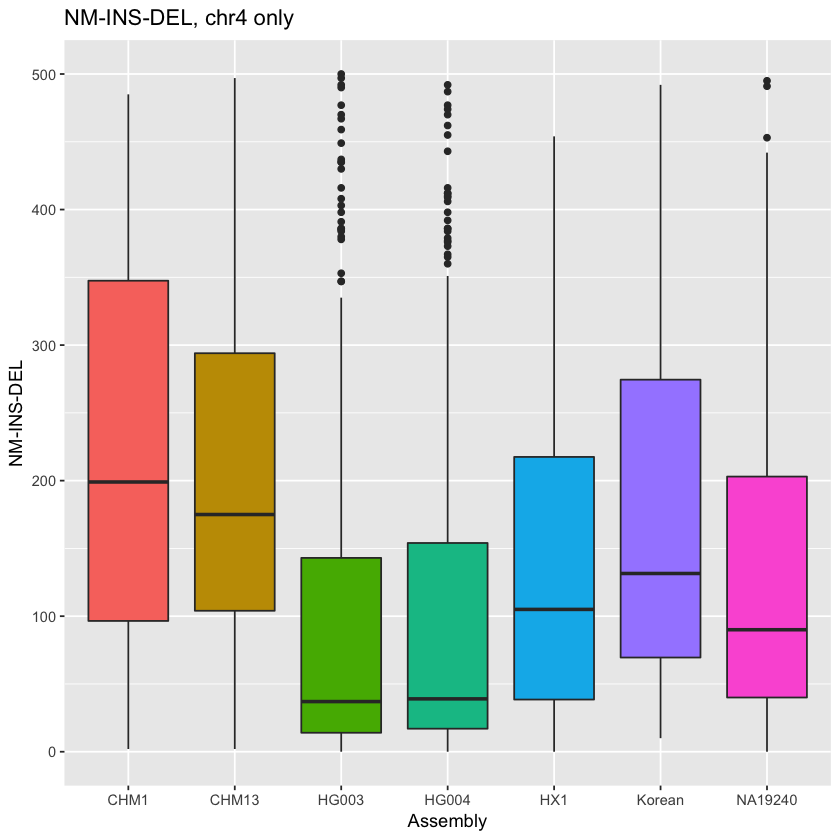 NM-INS-DEL, chr4 only
NM-INS-DEL
500
400
300
200
100
0
CHM1 CHM13 HG003 HG004 HX1 Korean NA19240
Assembly